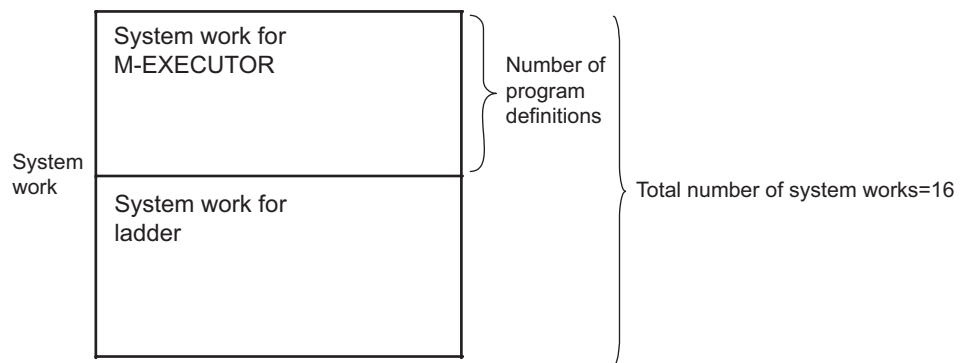 System work for
M-EXECUTOR
Number of
program
definitions
System
work
Total number of system works=16
System work for
ladder